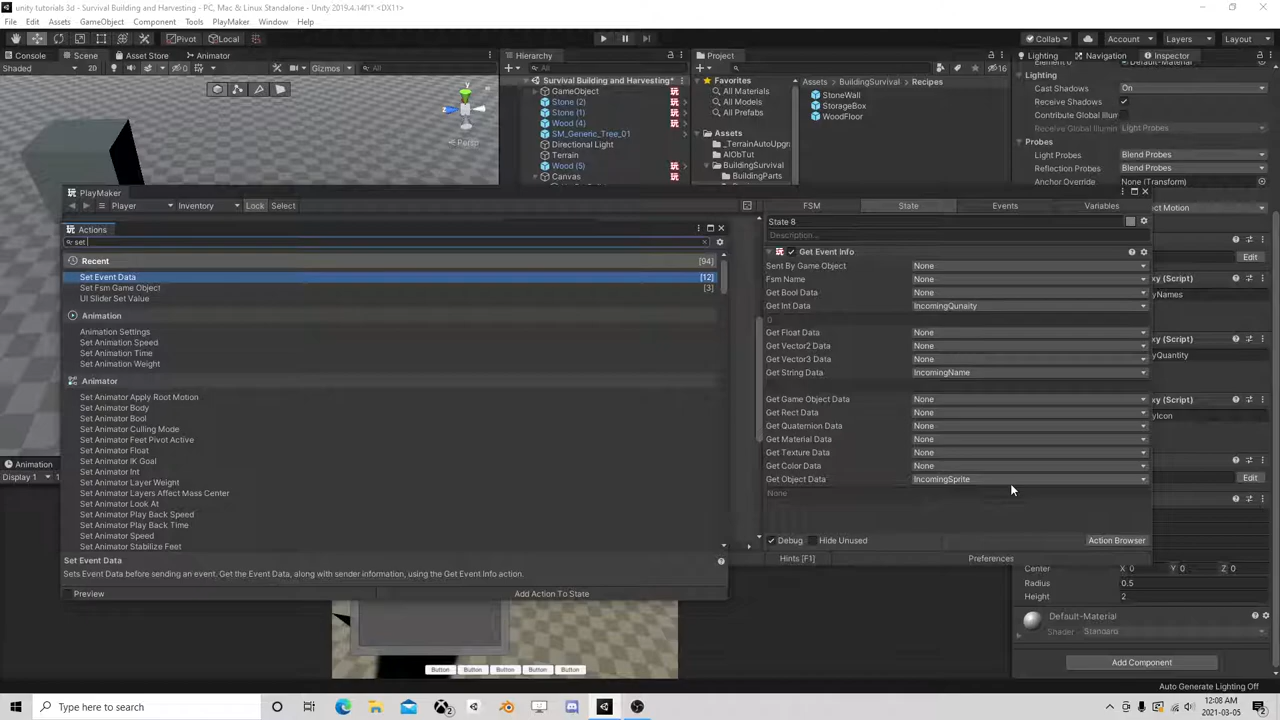 unity tutorials 3d - Survival Building and Harvesting - PC, Mac & Linux Standalone - Unity 2019.4.14f1* <DX11>
File Edit Assets GameObject Component Tools PlayMaker Window Help
Pivot Local Collab Account Layers Layout
Console Scene Asset Store Animator Hierarchy Project Lighting Navigation Inspector
Shaded 2D Gizmos All All 16
Survival Building and Harvesting*
GameObject
Stone (2)
Stone (1)
Wood (4)
SM_Generic_Tree_01
Directional Light
Terrain
Wood (5)
Canvas
y
z
Persp
Favorites
All Materials
All Models
All Prefabs
Assets
_TerrainAutoUpgr
AIObTut
BuildingSurvival
BuildingParts
Assets BuildingSurvival Recipes
StoneWall
StorageBox
WoodFloor
Lighting
Cast Shadows On
Receive Shadows
Contribute Global Illum
Receive Global Illumin Light Probes
Probes
Light Probes Blend Probes
Reflection Probes Blend Probes
Anchor Override None (Transform)
PlayMaker
Player Inventory Lock Select
FSM State Events Variables
Actions
set
Recent [94]
Set Event Data [12]
Set Fsm Game Object [3]
UI Slider Set Value
Animation
Animation Settings
Set Animation Speed
Set Animation Time
Set Animation Weight
Animator
Set Animator Apply Root Motion
Set Animator Body
Set Animator Bool
Set Animator Culling Mode
Set Animator Feet Pivot Active
Set Animator Float
Set Animator IK Goal
Set Animator Int
Set Animator Layer Weight
Set Animator Layers Affect Mass Center
Set Animator Look At
Set Animator Play Back Speed
Set Animator Play Back Time
Set Animator Speed
Set Animator Stabilize Feet
Set Event Data
Sets Event Data before sending an event. Get the Event Data, along with sender information, using the Get Event Info action.
Preview Add Action To State
State 8
Description...
Get Event Info
Sent By Game Object None
Fsm Name None
Get Bool Data None
Get Int Data IncomingQunaity
0
Get Float Data None
Get Vector2 Data None
Get Vector3 Data None
Get String Data IncomingName
Get Game Object Data None
Get Rect Data None
Get Quaternion Data None
Get Material Data None
Get Texture Data None
Get Color Data None
Get Object Data IncomingSprite
None
Debug Hide Unused Action Browser
Hints [F1] Preferences
Edit
Edit
Animation
Display 1
Button Button Button Button Button
Center X 0 Y 0 Z 0
Radius 0.5
Height 2
Default-Material
Shader Standard
Add Component
Auto Generate Lighting Off
Type here to search
12:08 AM
2021-03-05